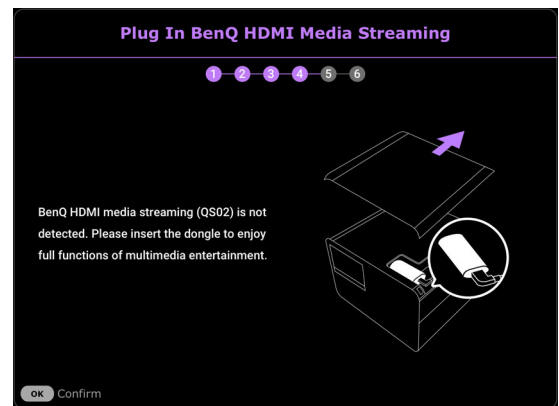 Plug In BenQ HDMI Media Streaming
1 2 3 4 5 6
BenQ HDMI media streaming (QS02) is not
detected. Please insert the dongle to enjoy
full functions of multimedia entertainment.
OK Confirm